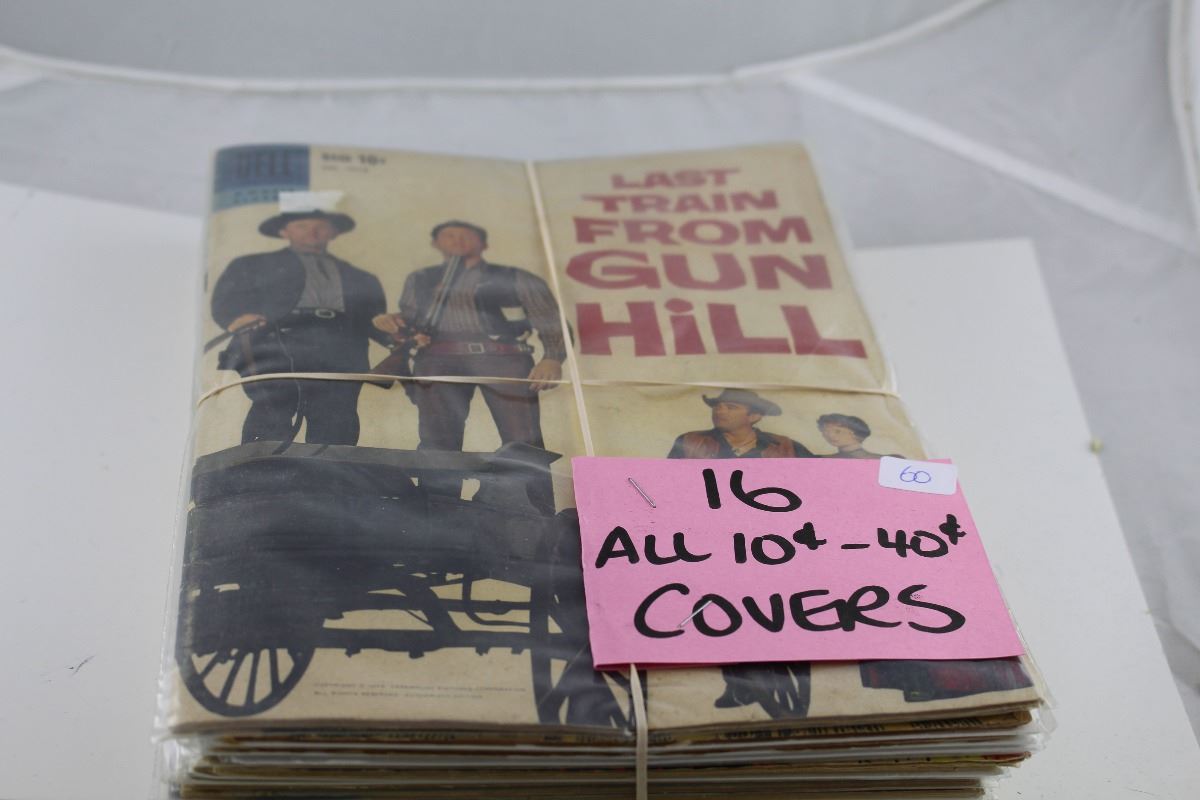 DELL
10¢
LAST
TRAIN
FROM
GUN
HiLL
16
60
ALL 10¢ - 40¢
COVERS